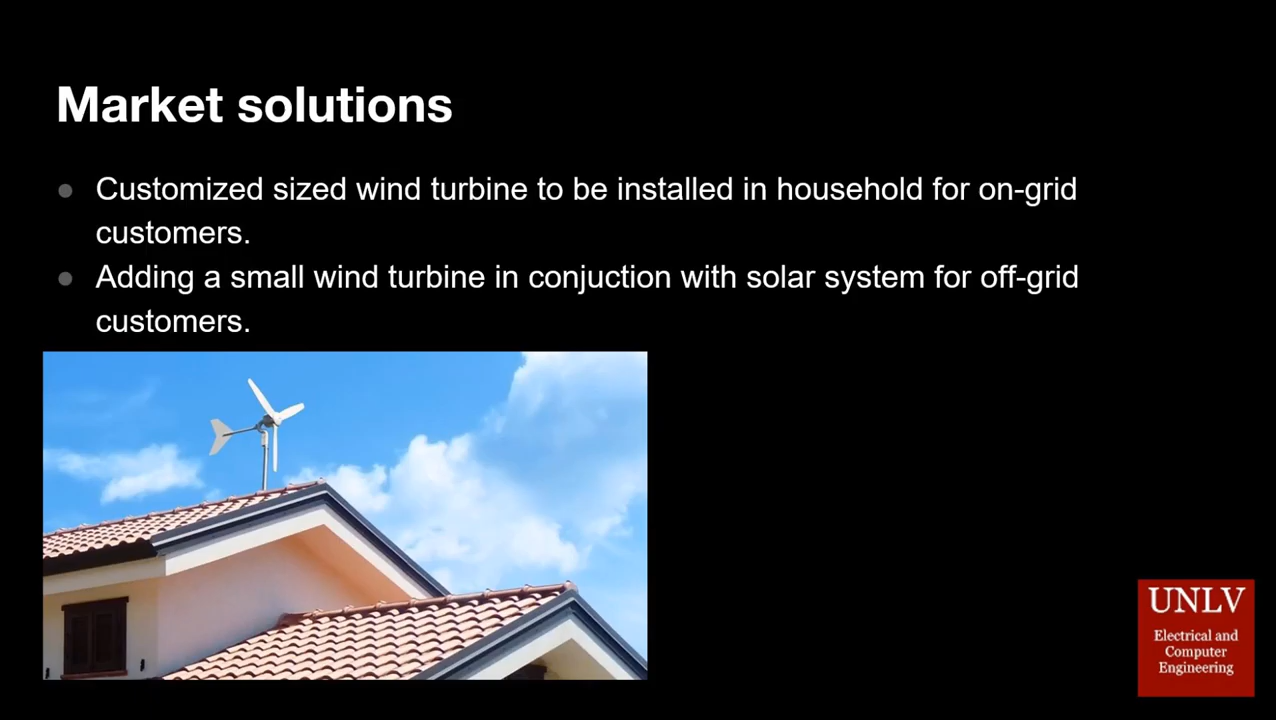 Market solutions
● Customized sized wind turbine to be installed in household for on-grid
customers.
● Adding a small wind turbine in conjuction with solar system for off-grid
customers.
UNLV
Electrical and
Computer
Engineering